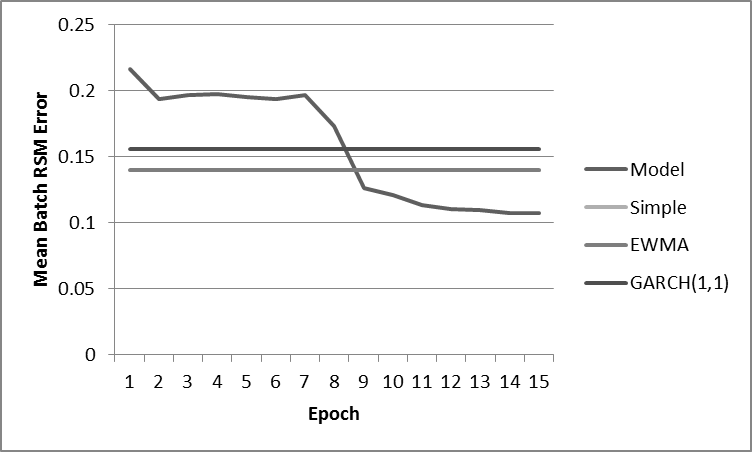 0.25
0.2
0.15
0.1
0.05
0
Mean Batch RSM Error
1 2 3 4 5 6 7 8 9 10 11 12 13 14 15
Epoch
Model
Simple
EWMA
GARCH(1,1)